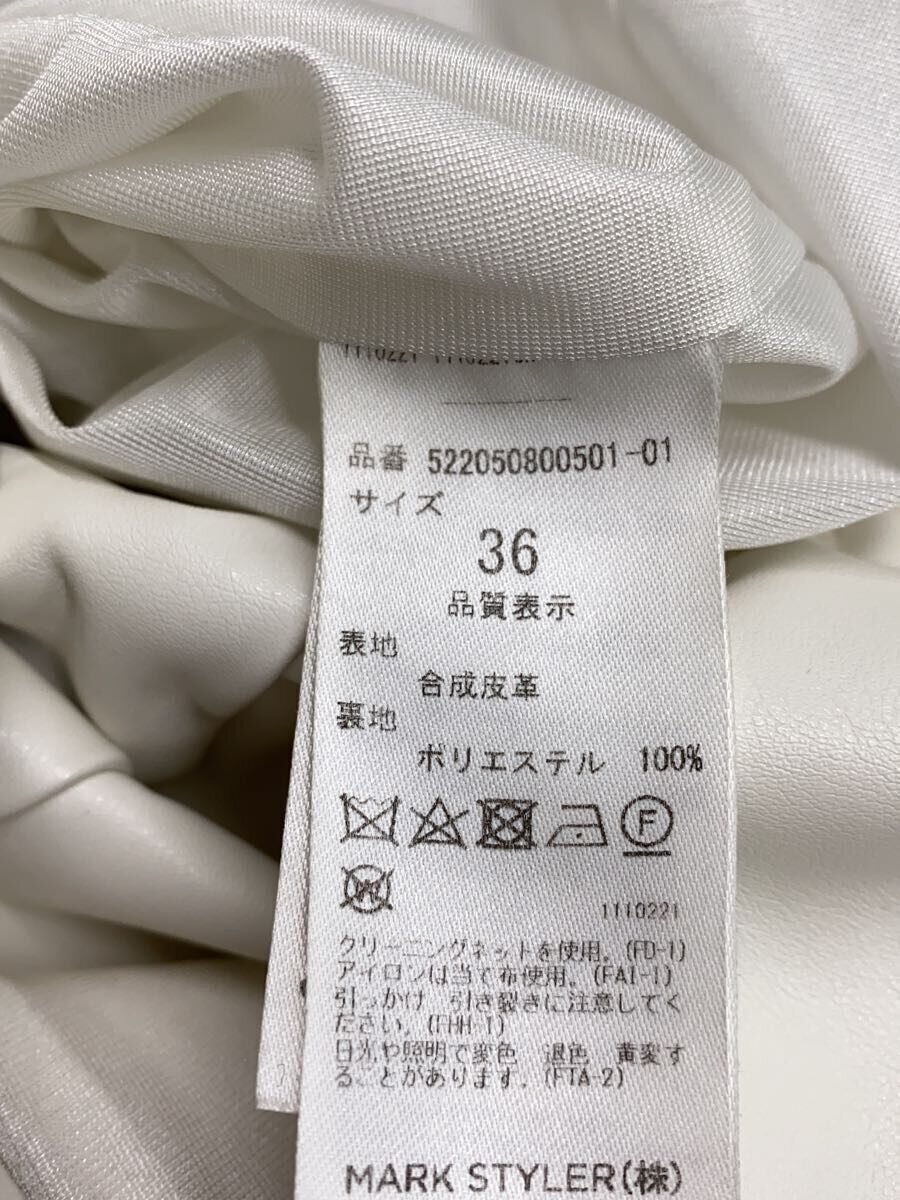 品番 522050800501-01
サイズ
36
品質表示
表地
合成皮革
裏地
ポリエステル 100%
F
W
1110221
クリーニングネットを使用。(FD-1)
アイロンは当て布使用。(FAI-1)
引っかけ 引き裂きに注意してく
ださい。(FHH-1)
日光や照明で変色 退色 黄変す
ることがあります。(FTA-2)
MARK STYLER(株)